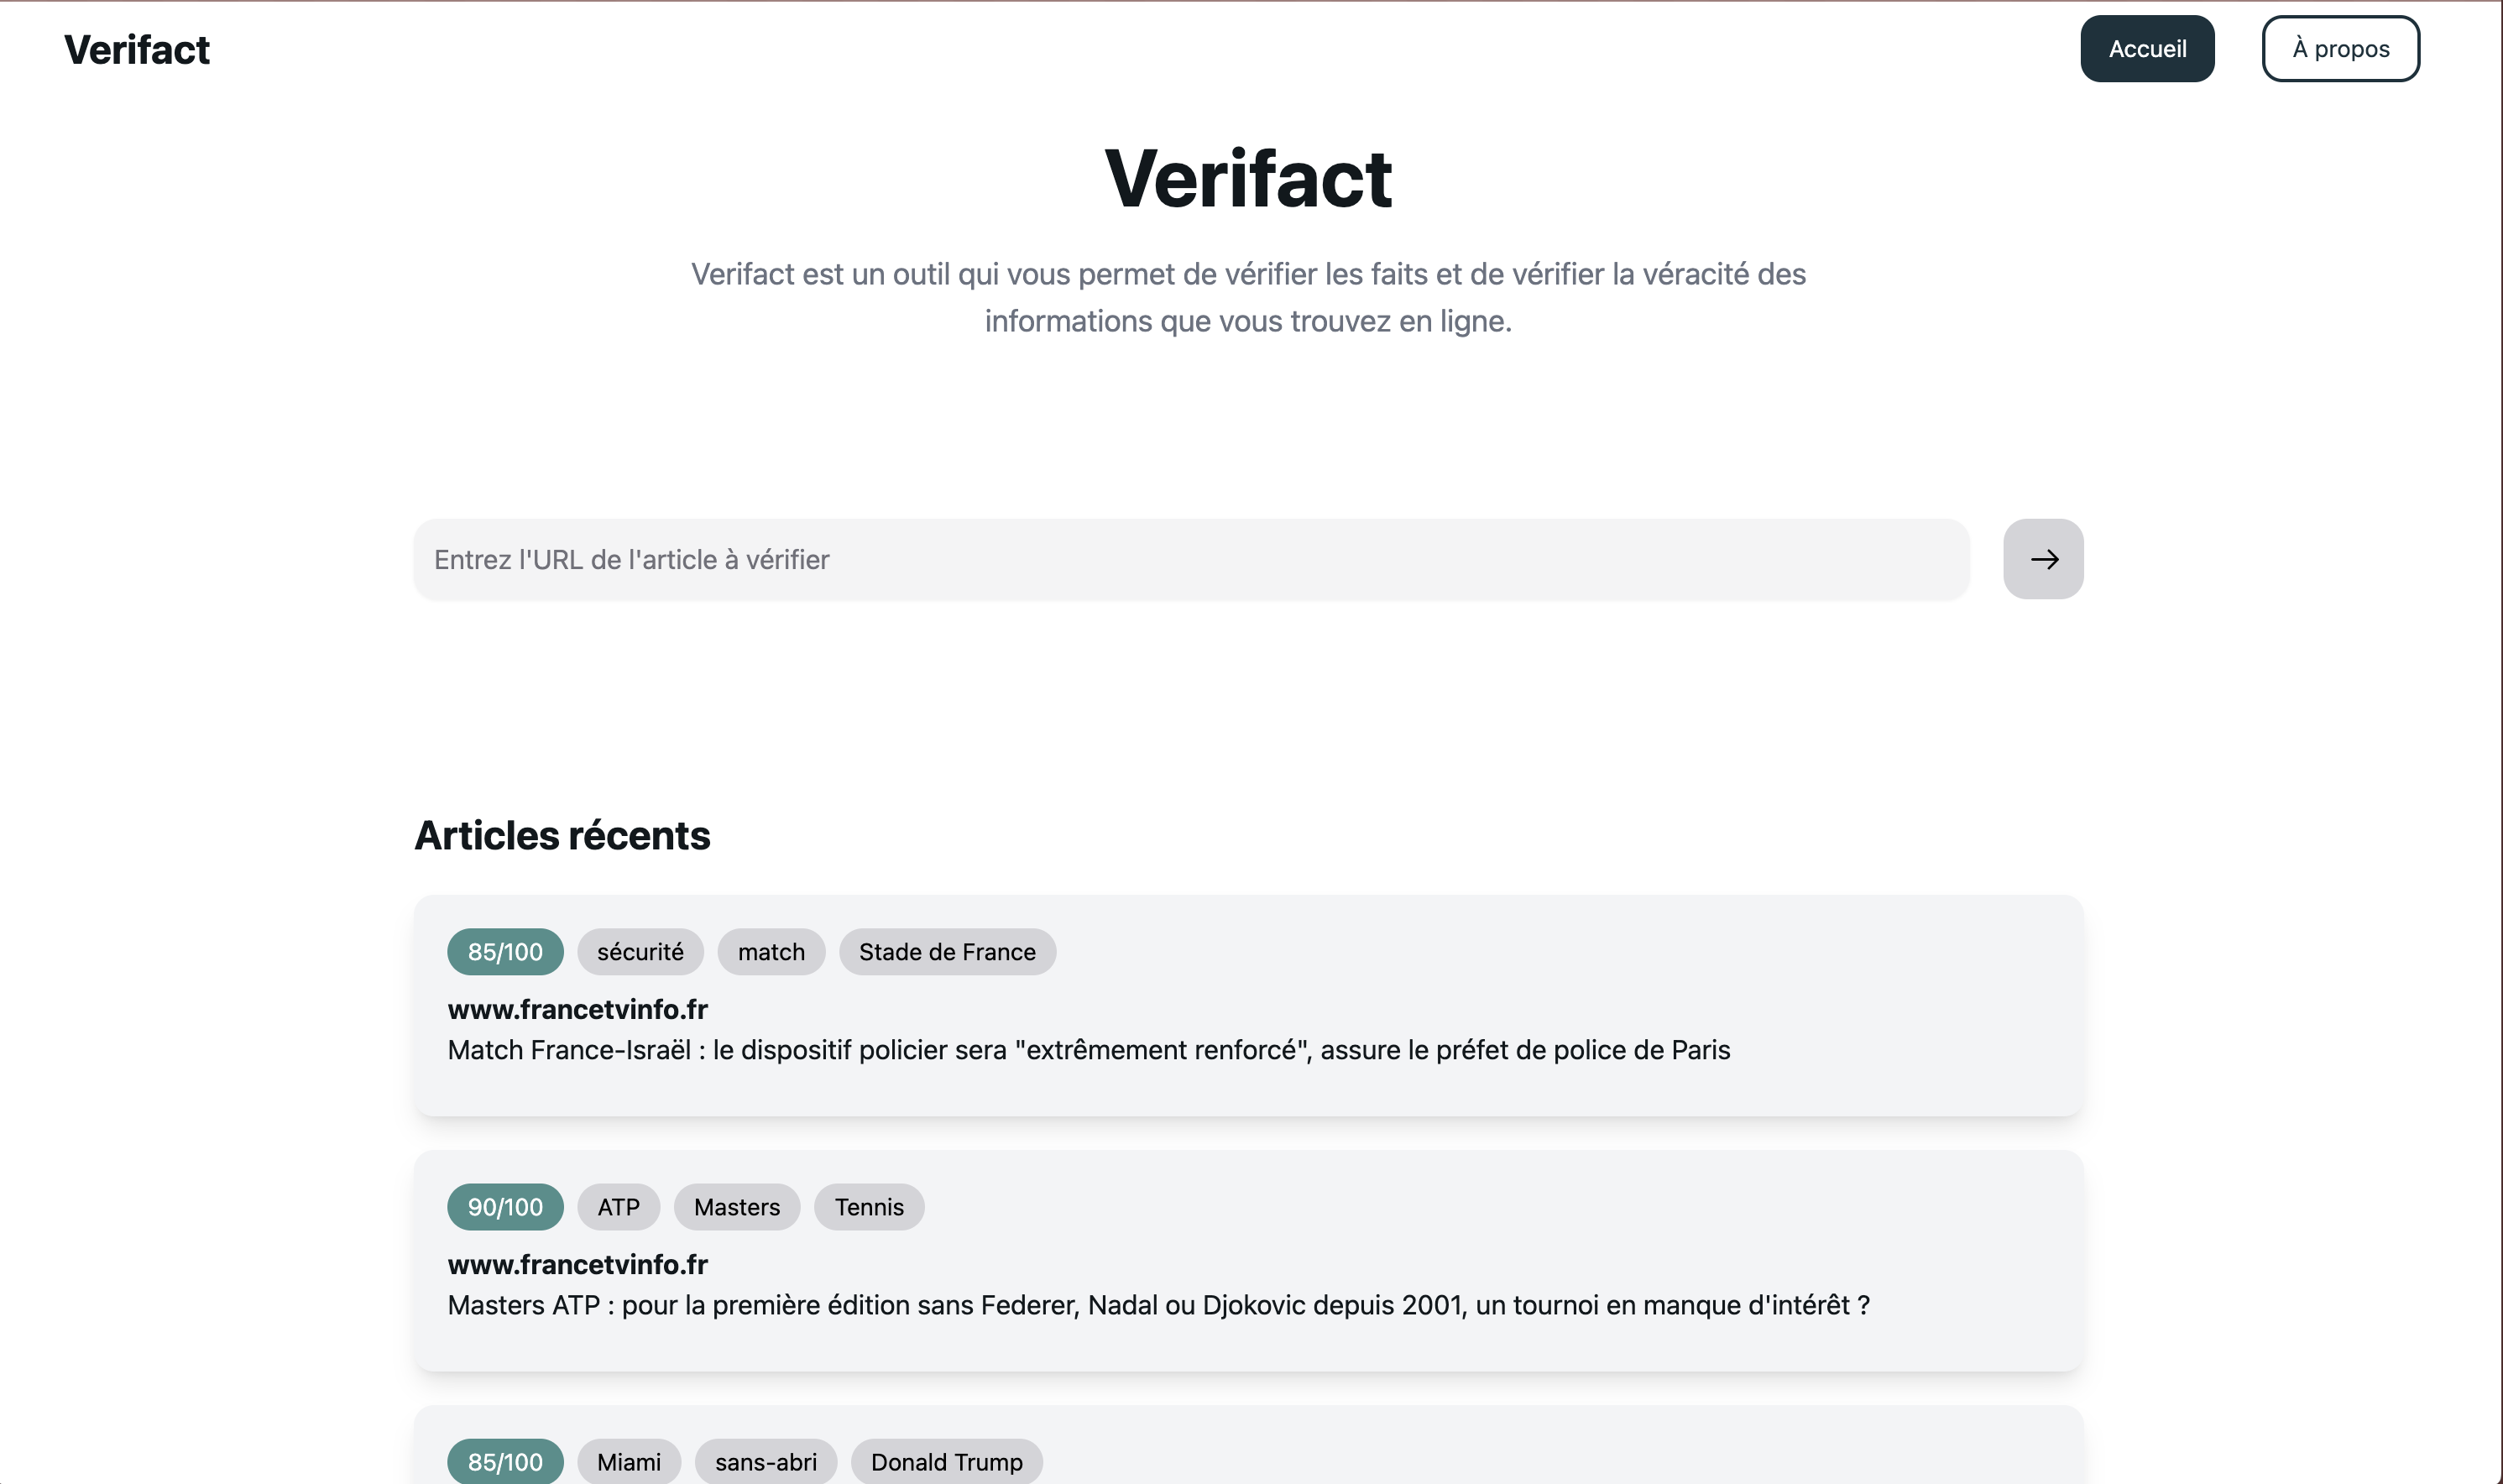 Verifact
Accueil
À propos
Verifact
Verifact est un outil qui vous permet de vérifier les faits et de vérifier la véracité des
informations que vous trouvez en ligne.
Entrez l'URL de l'article à vérifier
Articles récents
85/100 sécurité match Stade de France
www.francetvinfo.fr
Match France-Israël : le dispositif policier sera "extrêmement renforcé", assure le préfet de police de Paris
90/100 ATP Masters Tennis
www.francetvinfo.fr
Masters ATP : pour la première édition sans Federer, Nadal ou Djokovic depuis 2001, un tournoi en manque d'intérêt ?
85/100 Miami sans-abri Donald Trump